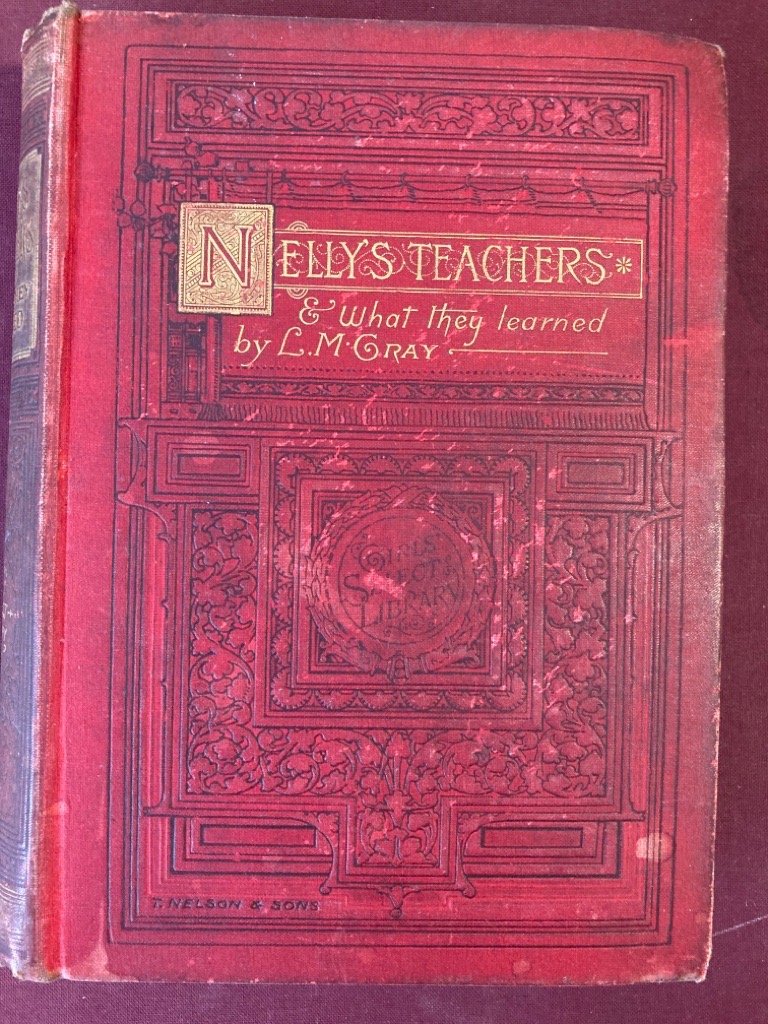 NELLY'S TEACHERS
& What they learned
by L. M. GRAY
GIRLS'
SELECT
LIBRARY
T. NELSON & SONS